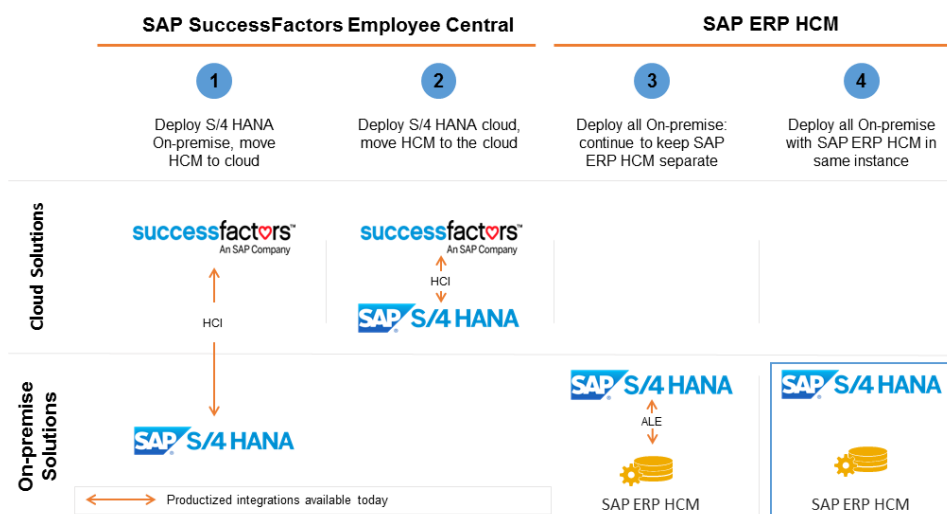 SAP SuccessFactors Employee Central
SAP ERP HCM
1
2
3
4
Deploy S/4 HANA
On-premise, move
HCM to cloud
Deploy S/4 HANA cloud,
move HCM to the cloud
Deploy all On-premise:
continue to keep SAP
ERP HCM separate
Deploy all On-premise
with SAP ERP HCM in
same instance
Cloud Solutions
successfactors™
An SAP Company
HCI
successfactors™
An SAP Company
HCI
SAP® S/4 HANA
On-premise
Solutions
SAP® S/4 HANA
SAP® S/4 HANA
ALE
SAP ERP HCM
SAP® S/4 HANA
SAP ERP HCM
Productized integrations available today